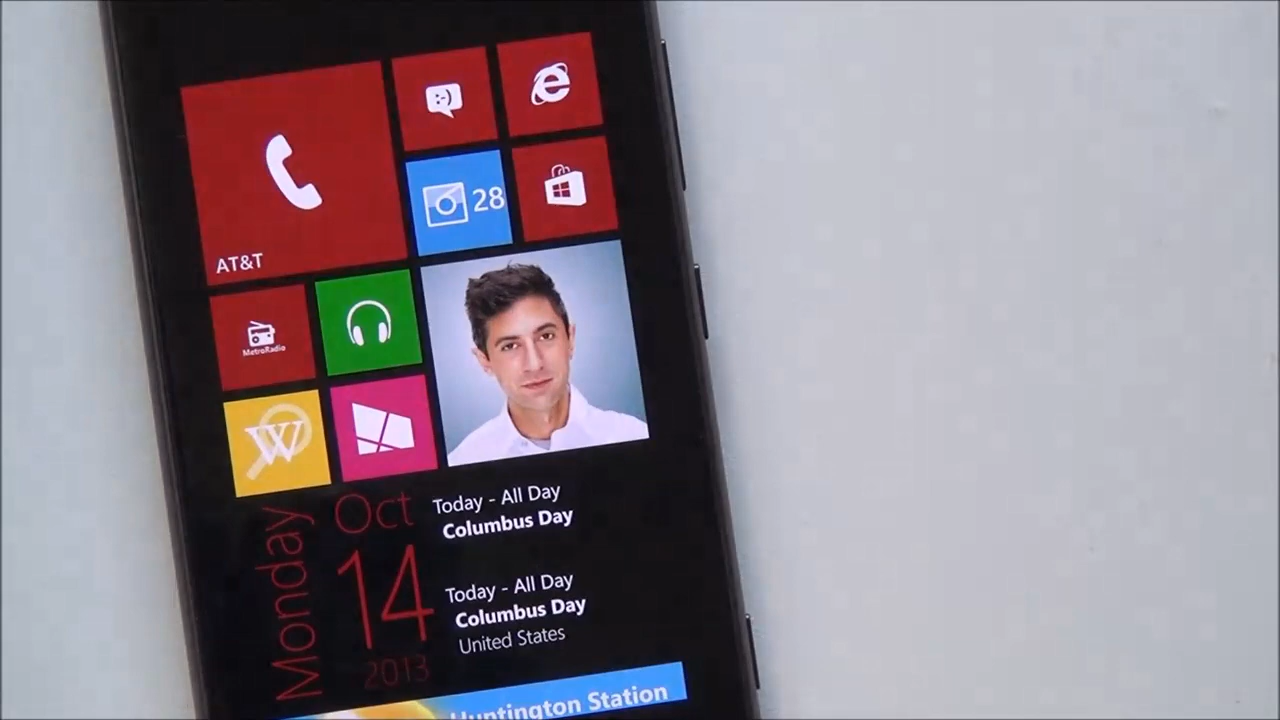 :-)
28
AT&T
MetroRadio
W
Monday
Oct
14
2013
Today - All Day
Columbus Day
Today - All Day
Columbus Day
United States
Huntington Station